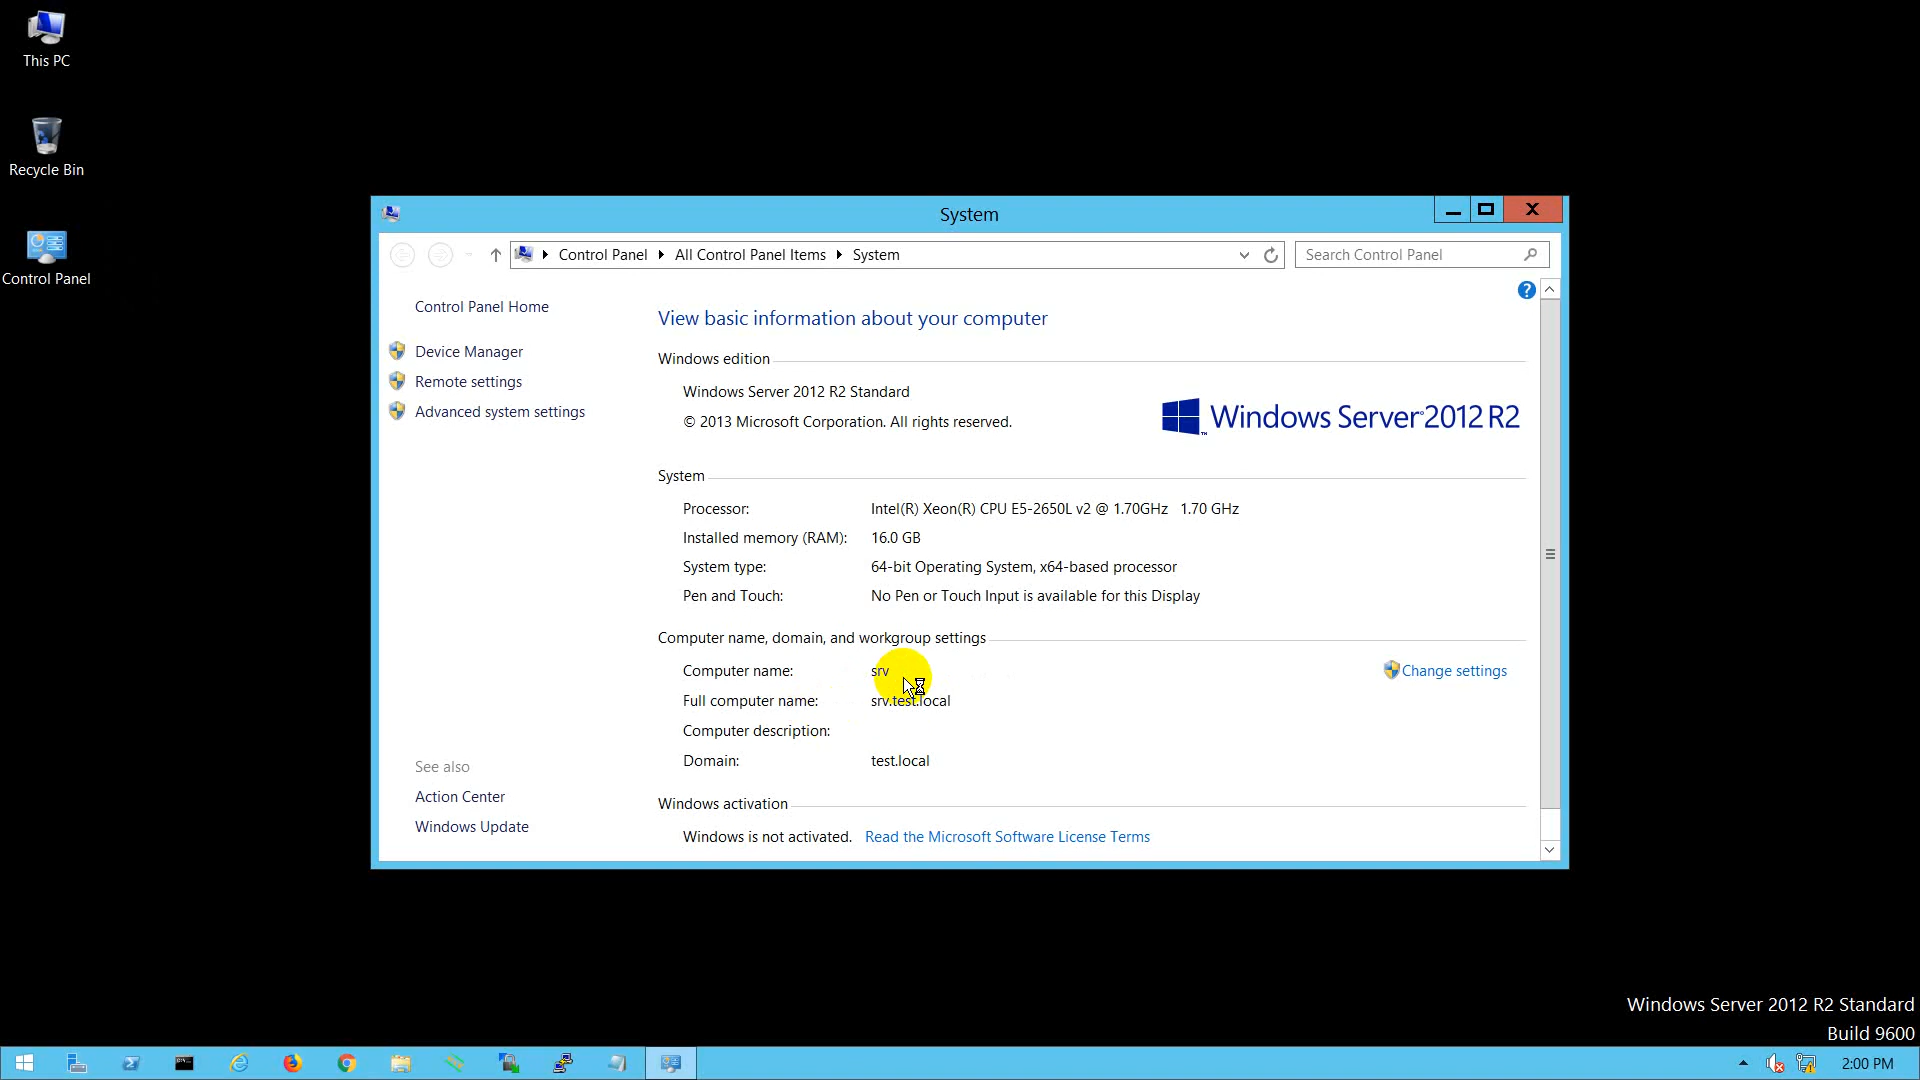 This PC
Recycle Bin
Control Panel
System
Control Panel All Control Panel Items System
Search Control Panel
Control Panel Home
Device Manager
Remote settings
Advanced system settings
See also
Action Center
Windows Update
View basic information about your computer
Windows edition
Windows Server 2012 R2 Standard
© 2013 Microsoft Corporation. All rights reserved.
Windows Server 2012 R2
System
Processor: Intel(R) Xeon(R) CPU E5-2650L v2 @ 1.70GHz 1.70 GHz
Installed memory (RAM): 16.0 GB
System type: 64-bit Operating System, x64-based processor
Pen and Touch: No Pen or Touch Input is available for this Display
Computer name, domain, and workgroup settings
Computer name: srv
Change settings
Full computer name: srv.test.local
Computer description:
Domain: test.local
Windows activation
Windows is not activated. Read the Microsoft Software License Terms
Windows Server 2012 R2 Standard
Build 9600
2:00 PM